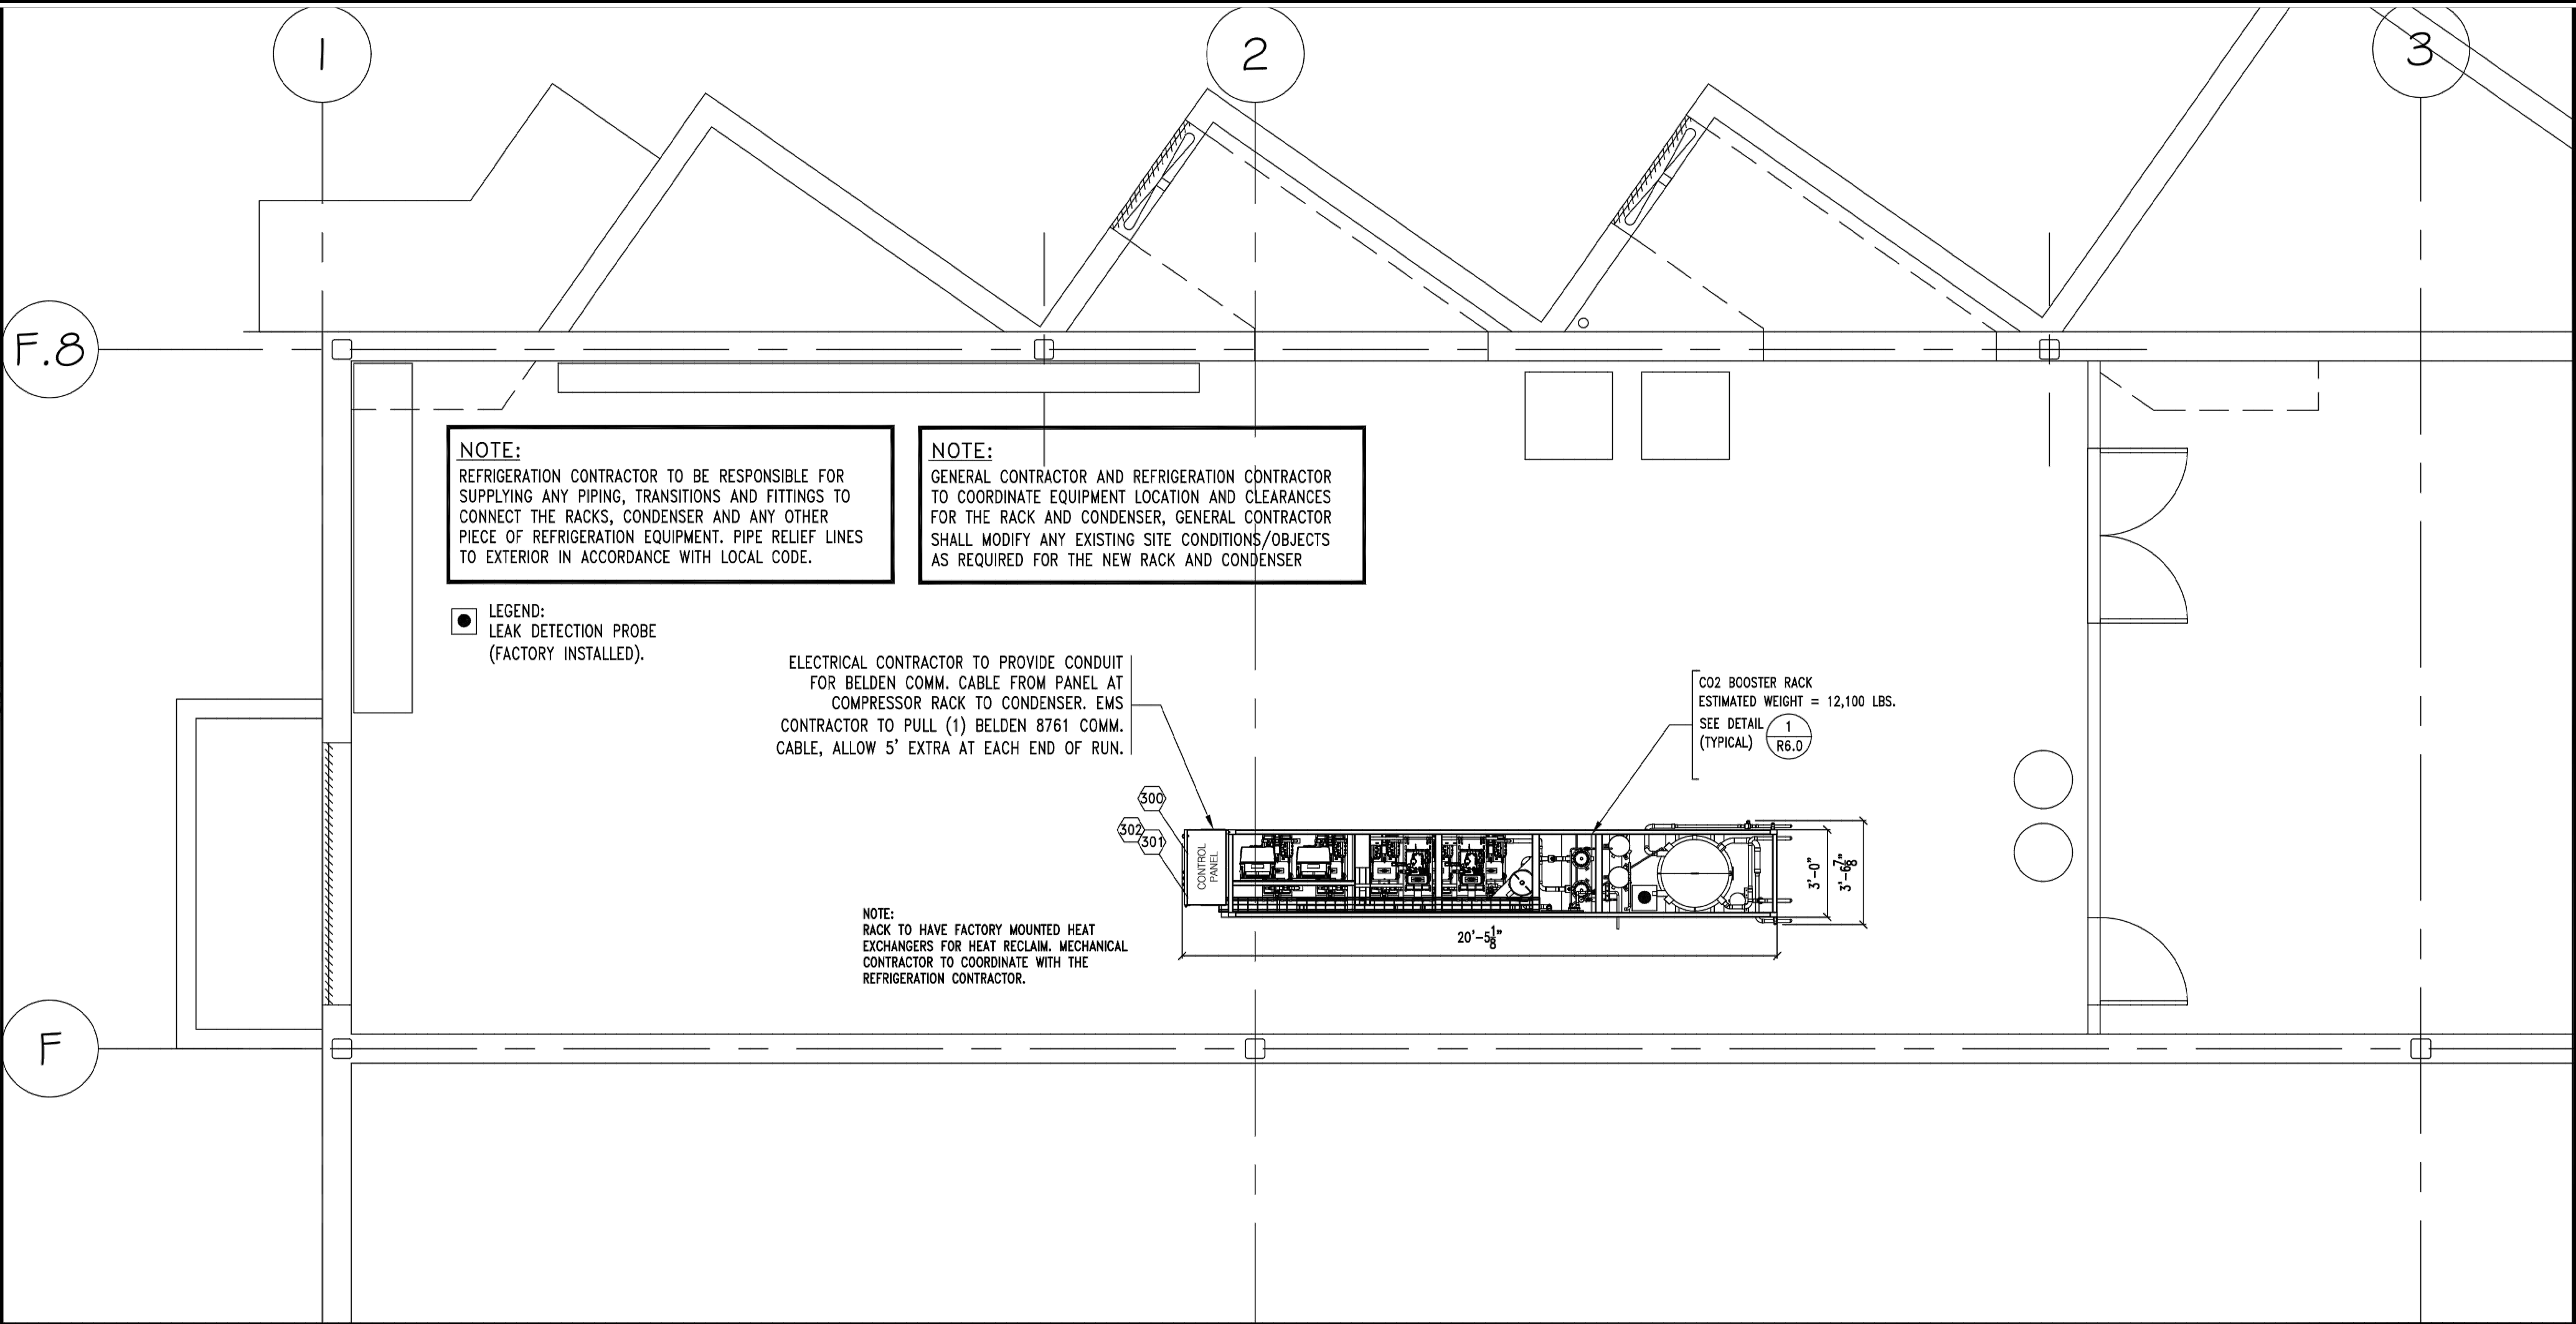 1
2
3
F.8
NOTE:
REFRIGERATION CONTRACTOR TO BE RESPONSIBLE FOR
SUPPLYING ANY PIPING, TRANSITIONS AND FITTINGS TO
CONNECT THE RACKS, CONDENSER AND ANY OTHER
PIECE OF REFRIGERATION EQUIPMENT. PIPE RELIEF LINES
TO EXTERIOR IN ACCORDANCE WITH LOCAL CODE.
NOTE:
GENERAL CONTRACTOR AND REFRIGERATION CONTRACTOR
TO COORDINATE EQUIPMENT LOCATION AND CLEARANCES
FOR THE RACK AND CONDENSER, GENERAL CONTRACTOR
SHALL MODIFY ANY EXISTING SITE CONDITIONS/OBJECTS
AS REQUIRED FOR THE NEW RACK AND CONDENSER
LEGEND:
LEAK DETECTION PROBE
(FACTORY INSTALLED).
ELECTRICAL CONTRACTOR TO PROVIDE CONDUIT
FOR BELDEN COMM. CABLE FROM PANEL AT
COMPRESSOR RACK TO CONDENSER. EMS
CONTRACTOR TO PULL (1) BELDEN 8761 COMM.
CABLE, ALLOW 5' EXTRA AT EACH END OF RUN.
CO2 BOOSTER RACK
ESTIMATED WEIGHT = 12,100 LBS.
SEE DETAIL
(TYPICAL)
1
R6.0
300
302
301
CONTROL
PANEL
3'-0"
3'-6 7/8"
20'-5 1/8"
NOTE:
RACK TO HAVE FACTORY MOUNTED HEAT
EXCHANGERS FOR HEAT RECLAIM. MECHANICAL
CONTRACTOR TO COORDINATE WITH THE
REFRIGERATION CONTRACTOR.
F